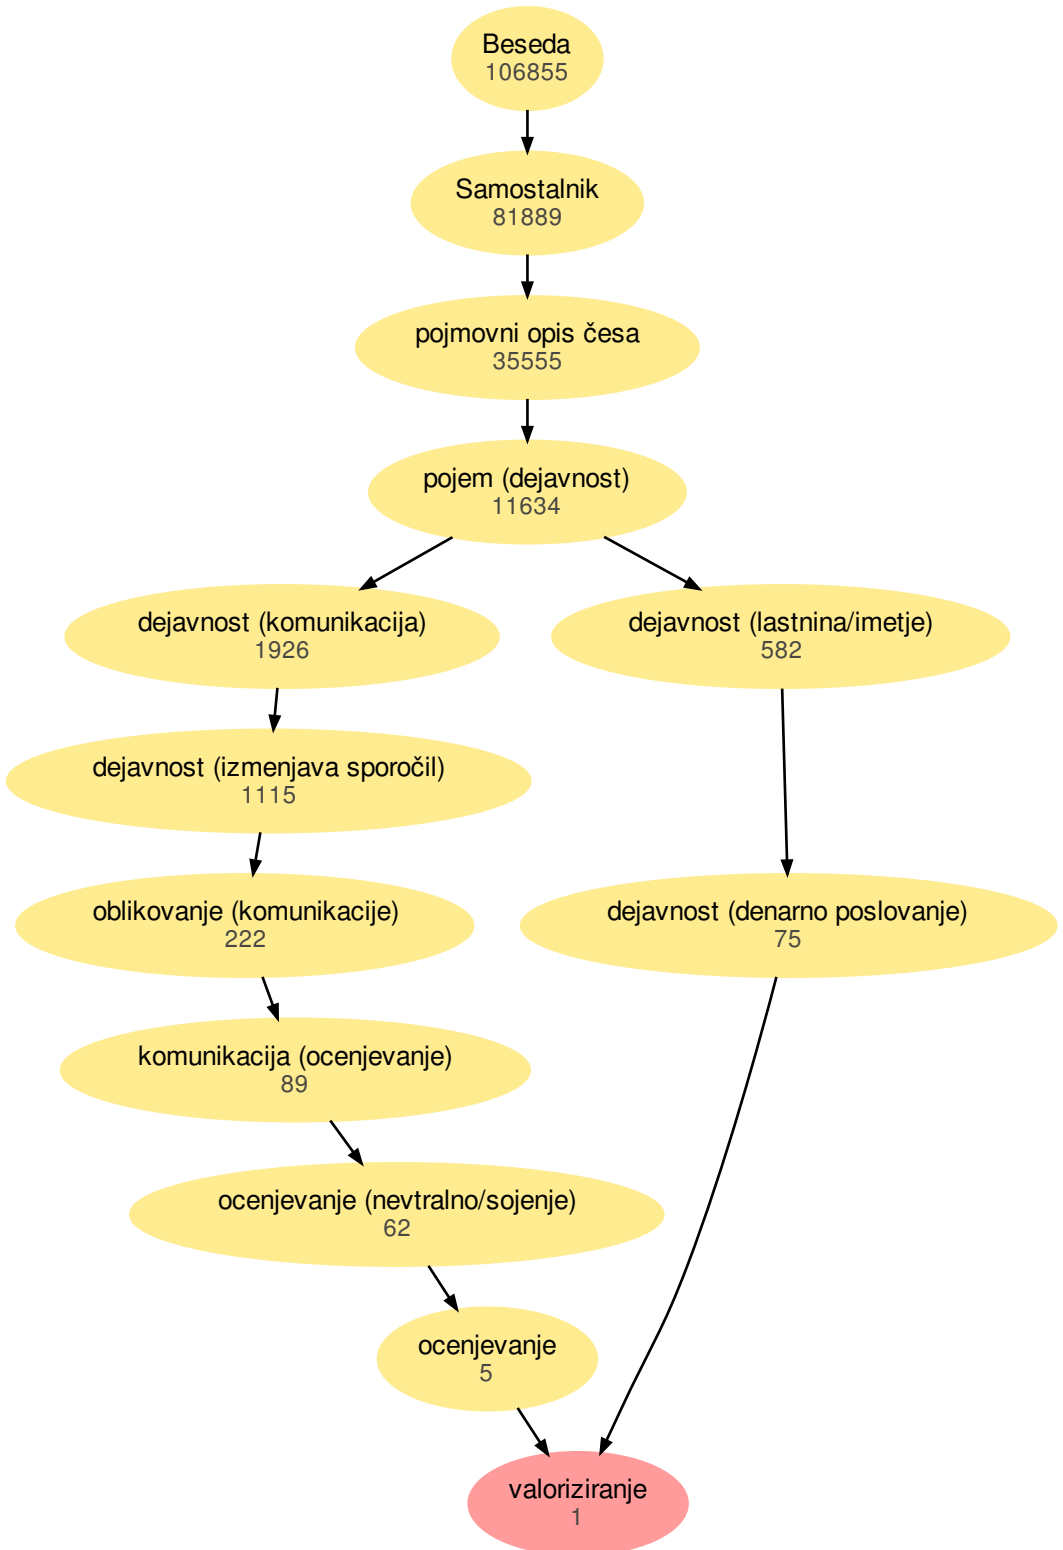 Beseda
106855
Samostalnik
81889
pojmovni opis česa
35555
pojem (dejavnost)
11634
dejavnost (komunikacija)
1926
dejavnost (lastnina/imetje)
582
dejavnost (izmenjava sporočil)
1115
oblikovanje (komunikacije)
222
dejavnost (denarno poslovanje)
75
komunikacija (ocenjevanje)
89
ocenjevanje (nevtralno/sojenje)
62
ocenjevanje
5
valoriziranje
1